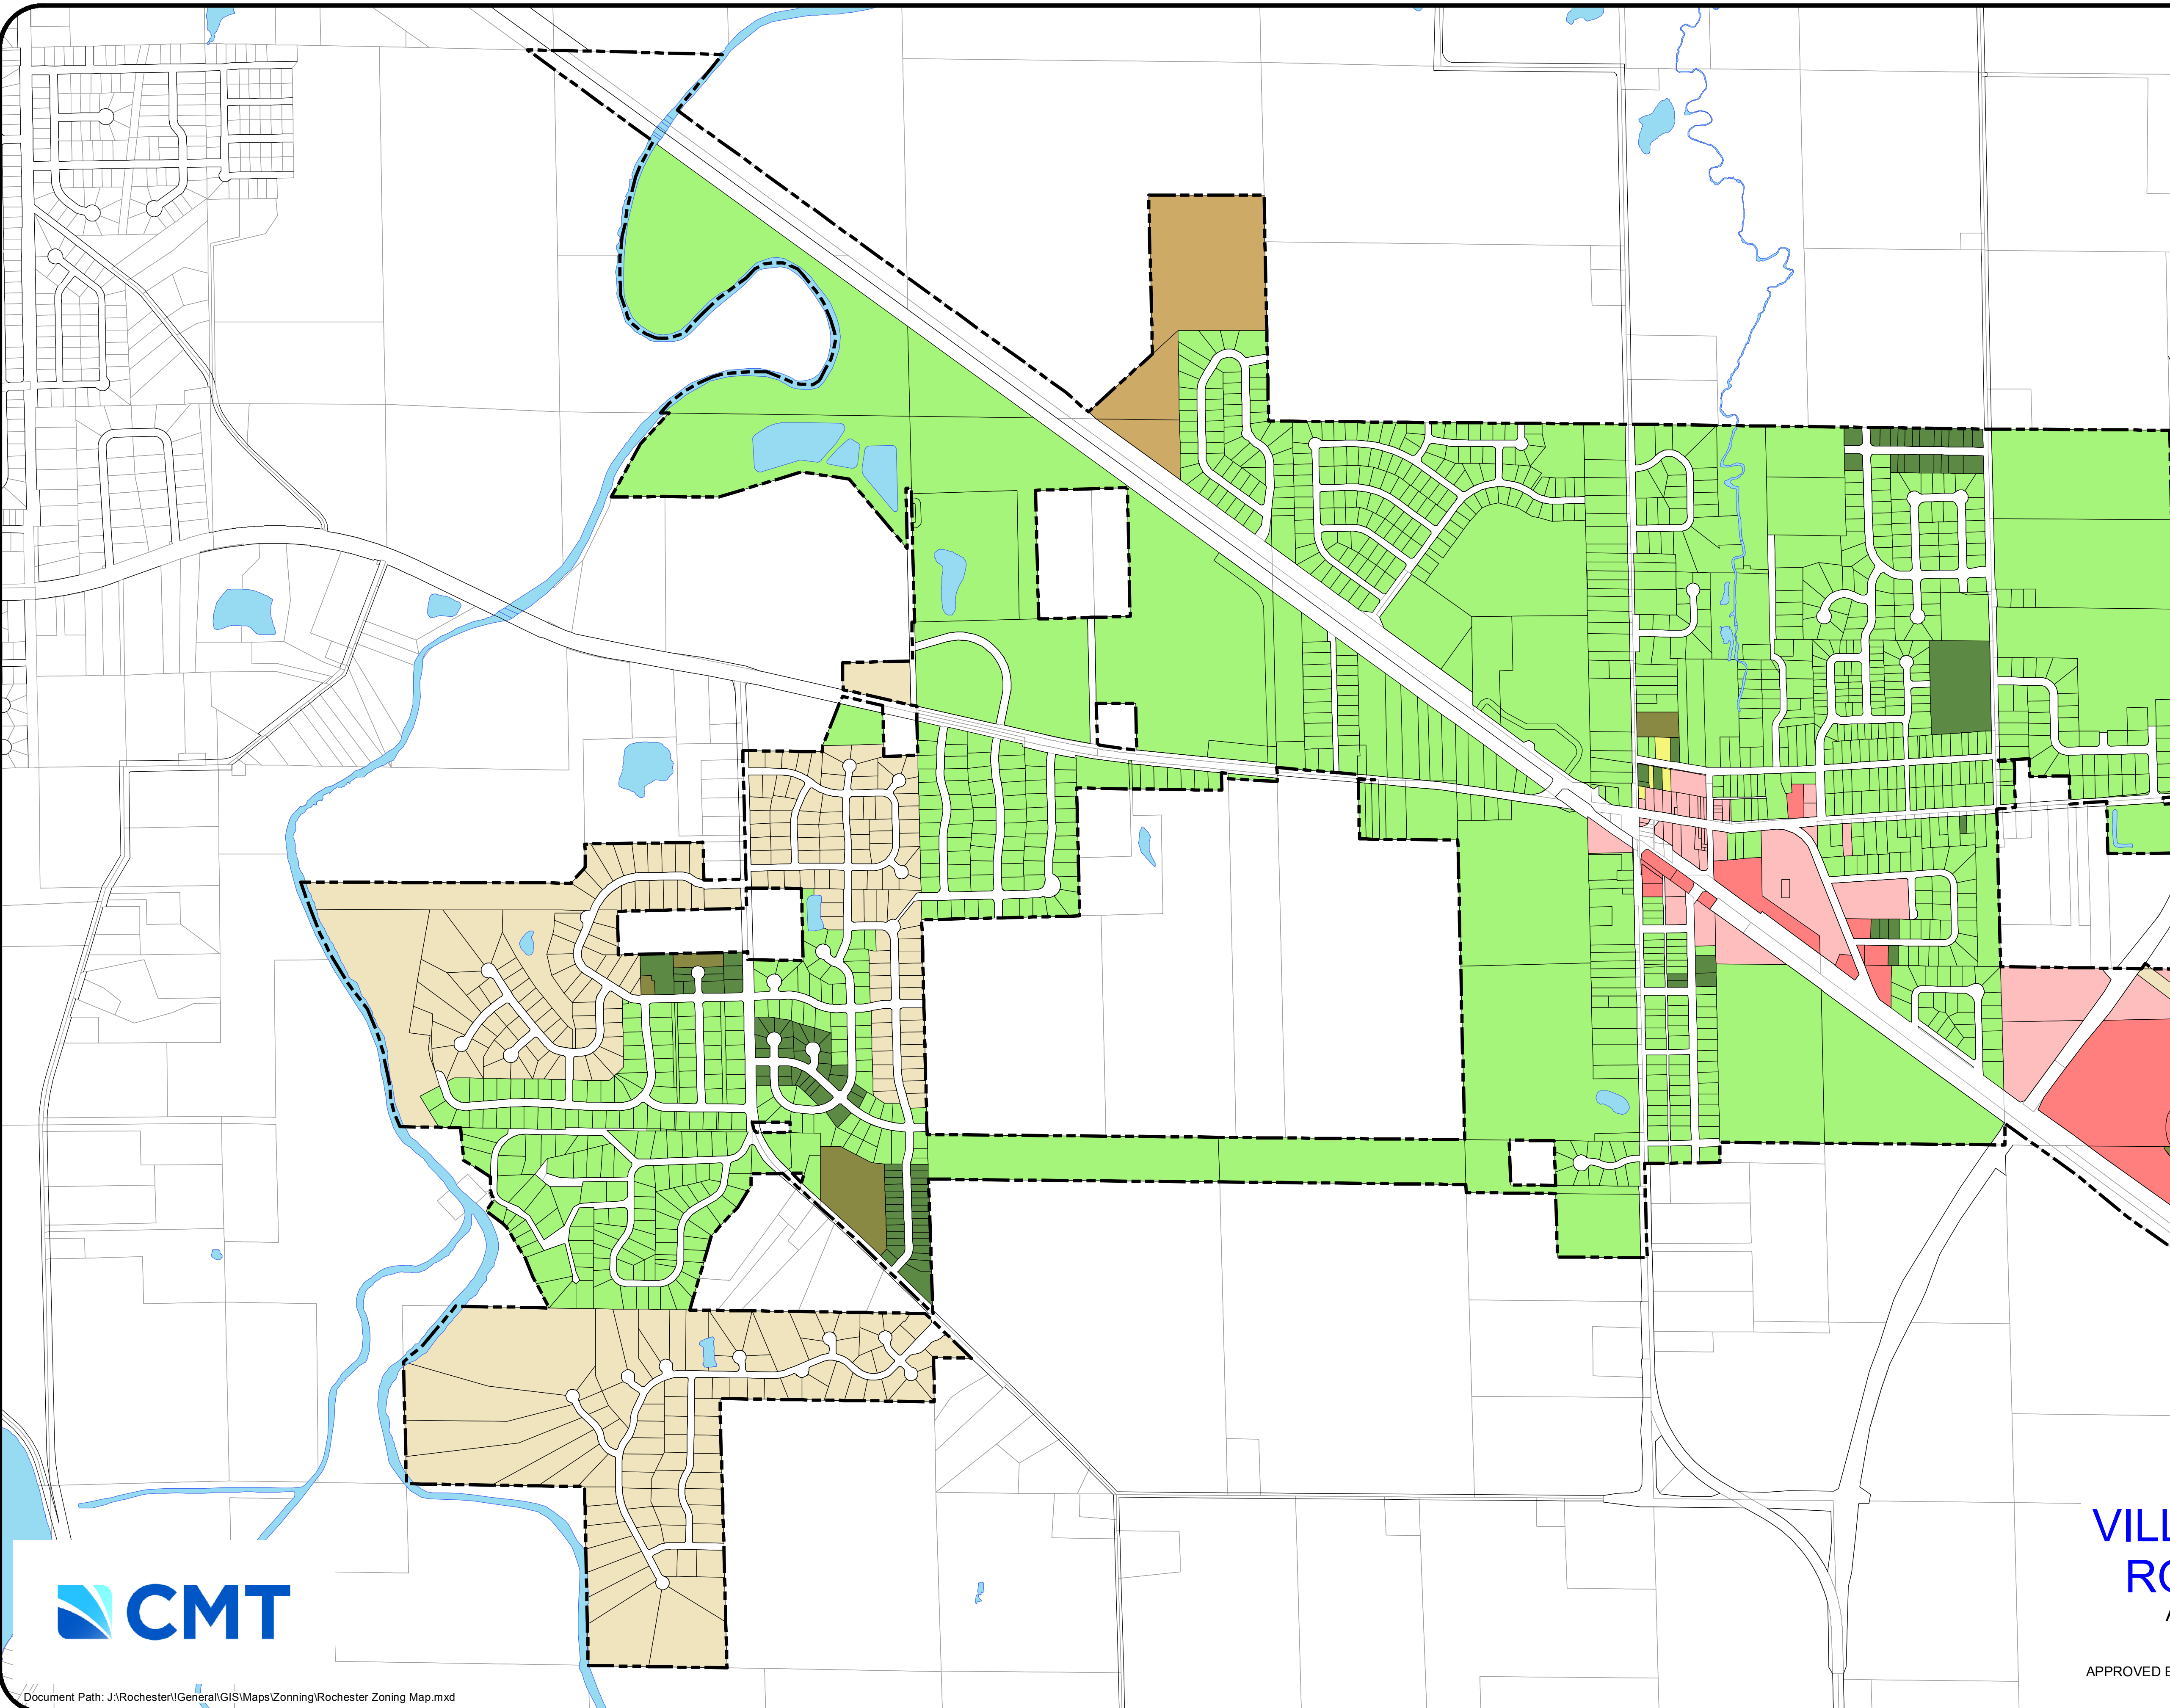 VILL
RO
A
APPROVED B
CMT
Document Path: J:\Rochester\!General\GIS\Maps\Zonning\Rochester Zoning Map.mxd